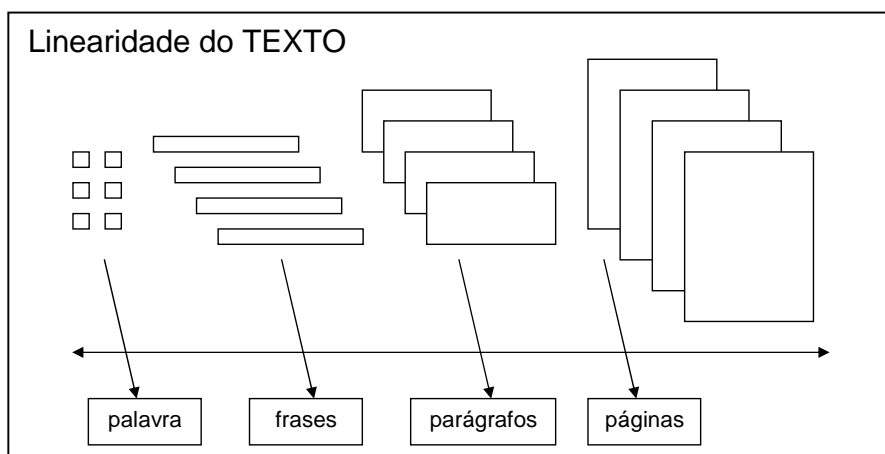 Linearidade do TEXTO
palavra
frases
parágrafos
páginas